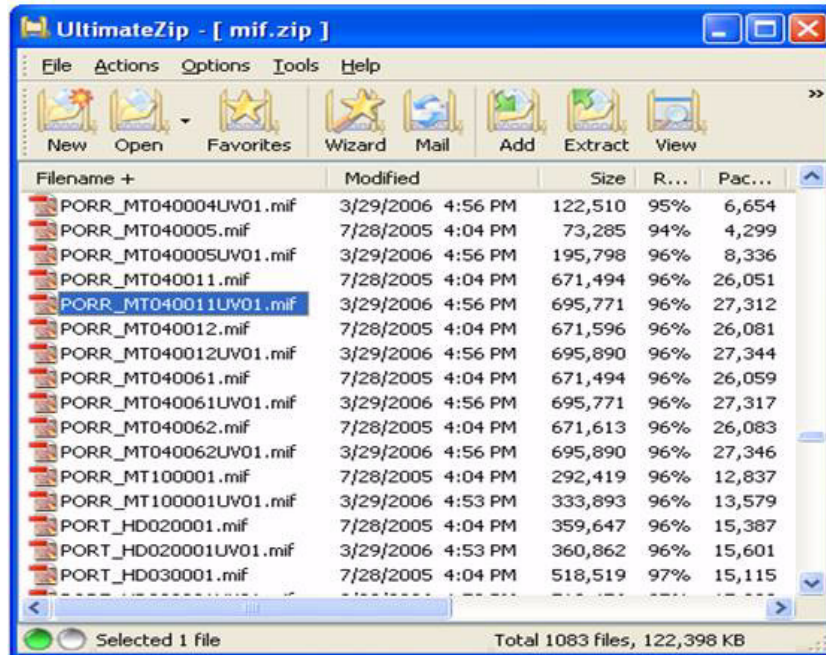 UltimateZip - [ mif.zip ]
File Actions Options Tools Help
New Open Favorites Wizard Mail Add Extract View »
Filename + Modified Size R... Pac...
PORR_MT040004UV01.mif 3/29/2006 4:56 PM 122,510 95% 6,654
PORR_MT040005.mif 7/28/2005 4:04 PM 73,285 94% 4,299
PORR_MT040005UV01.mif 3/29/2006 4:56 PM 195,798 96% 8,336
PORR_MT040011.mif 7/28/2005 4:04 PM 671,494 96% 26,051
PORR_MT040011UV01.mif 3/29/2006 4:56 PM 695,771 96% 27,312
PORR_MT040012.mif 7/28/2005 4:04 PM 671,596 96% 26,081
PORR_MT040012UV01.mif 3/29/2006 4:56 PM 695,890 96% 27,344
PORR_MT040061.mif 7/28/2005 4:04 PM 671,494 96% 26,059
PORR_MT040061UV01.mif 3/29/2006 4:56 PM 695,771 96% 27,317
PORR_MT040062.mif 7/28/2005 4:04 PM 671,613 96% 26,083
PORR_MT040062UV01.mif 3/29/2006 4:56 PM 695,890 96% 27,346
PORR_MT100001.mif 7/28/2005 4:04 PM 292,419 96% 12,837
PORR_MT100001UV01.mif 3/29/2006 4:53 PM 333,893 96% 13,579
PORT_HD020001.mif 7/28/2005 4:04 PM 359,647 96% 15,387
PORT_HD020001UV01.mif 3/29/2006 4:53 PM 360,862 96% 15,601
PORT_HD030001.mif 7/28/2005 4:04 PM 518,519 97% 15,115
Selected 1 file Total 1083 files, 122,398 KB